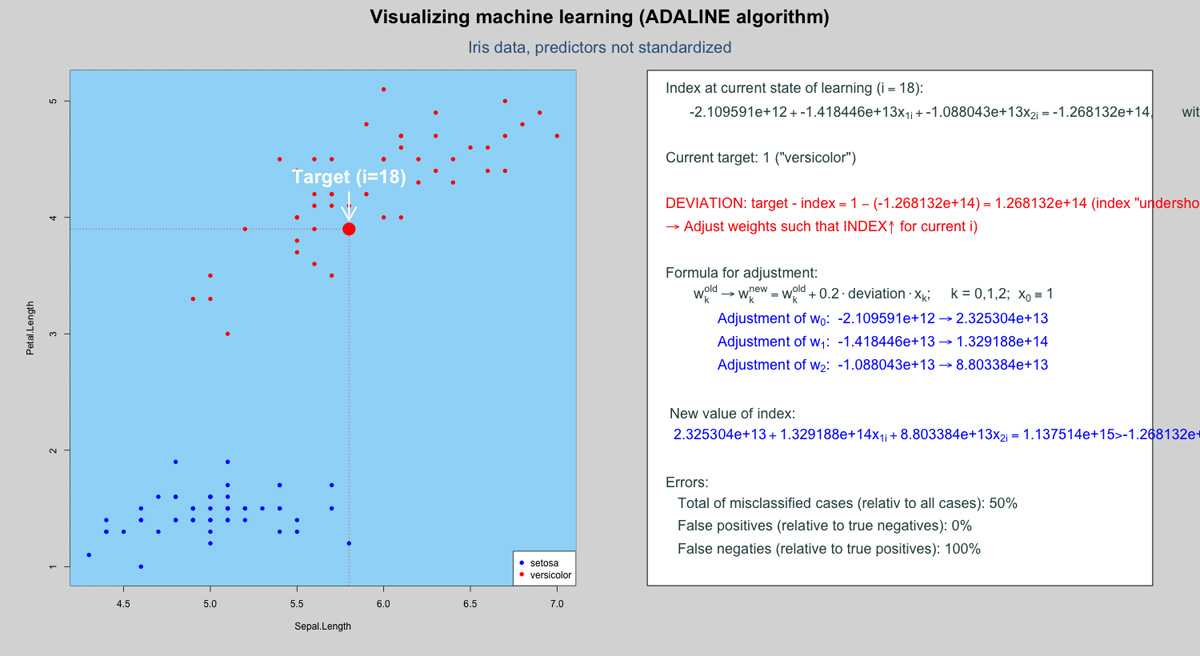 Visualizing machine learning (ADALINE algorithm)
Iris data, predictors not standardized
Petal.Length
5
4
3
2
1
Target (i=18)
setosa
versicolor
4.5 5.0 5.5 6.0 6.5 7.0
Sepal.Length
Index at current state of learning (i = 18):
-2.109591e+12 + -1.418446e+13x1i + -1.088043e+13x2i = -1.268132e+14, wit
Current target: 1 ("versicolor")
DEVIATION: target - index = 1 − (-1.268132e+14) = 1.268132e+14 (index "undersho
→ Adjust weights such that INDEX↑ for current i)
Formula for adjustment:
wk^old → wk^new = wk^old + 0.2 · deviation · xk; k = 0,1,2; x0 ≡ 1
Adjustment of w0: -2.109591e+12 → 2.325304e+13
Adjustment of w1: -1.418446e+13 → 1.329188e+14
Adjustment of w2: -1.088043e+13 → 8.803384e+13
New value of index:
2.325304e+13 + 1.329188e+14x1i + 8.803384e+13x2i = 1.137514e+15>-1.268132e+
Errors:
Total of misclassified cases (relativ to all cases): 50%
False positives (relative to true negatives): 0%
False negaties (relative to true positives): 100%